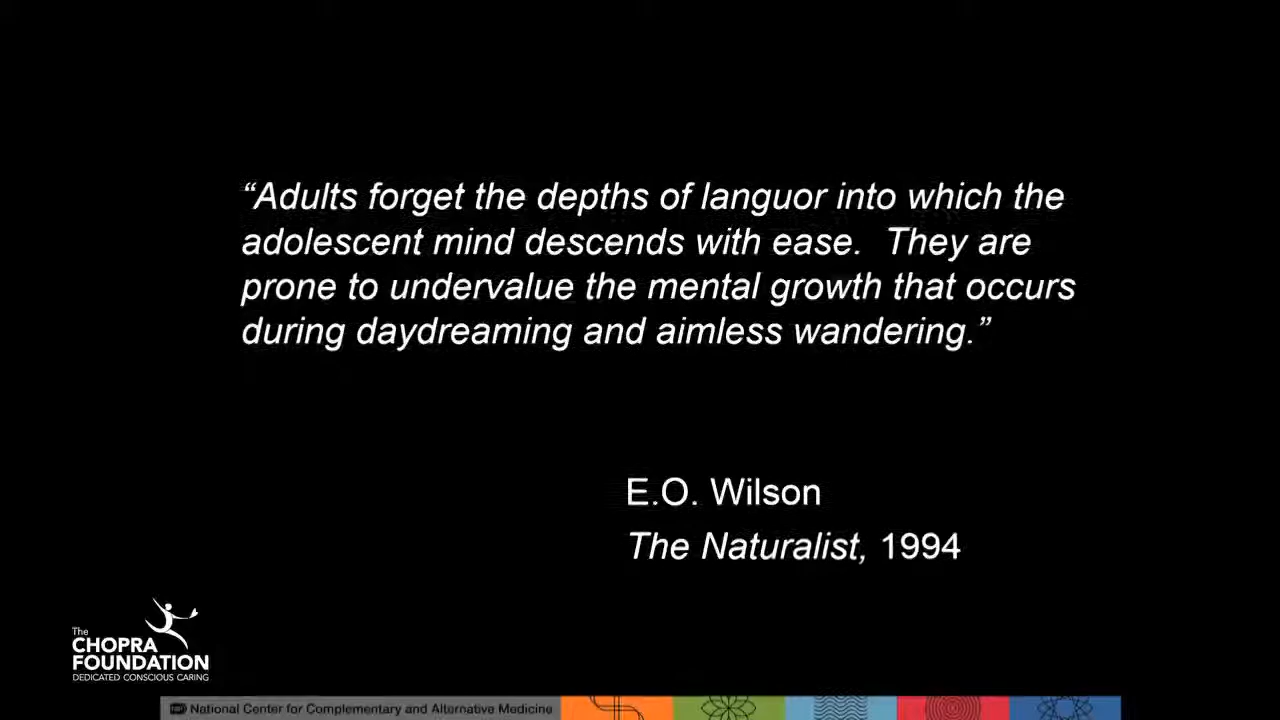 “Adults forget the depths of languor into which the
adolescent mind descends with ease.  They are
prone to undervalue the mental growth that occurs
during daydreaming and aimless wandering.”
E.O. Wilson
The Naturalist, 1994
The
CHOPRA
FOUNDATION
DEDICATED CONSCIOUS CARING
National Center for Complementary and Alternative Medicine